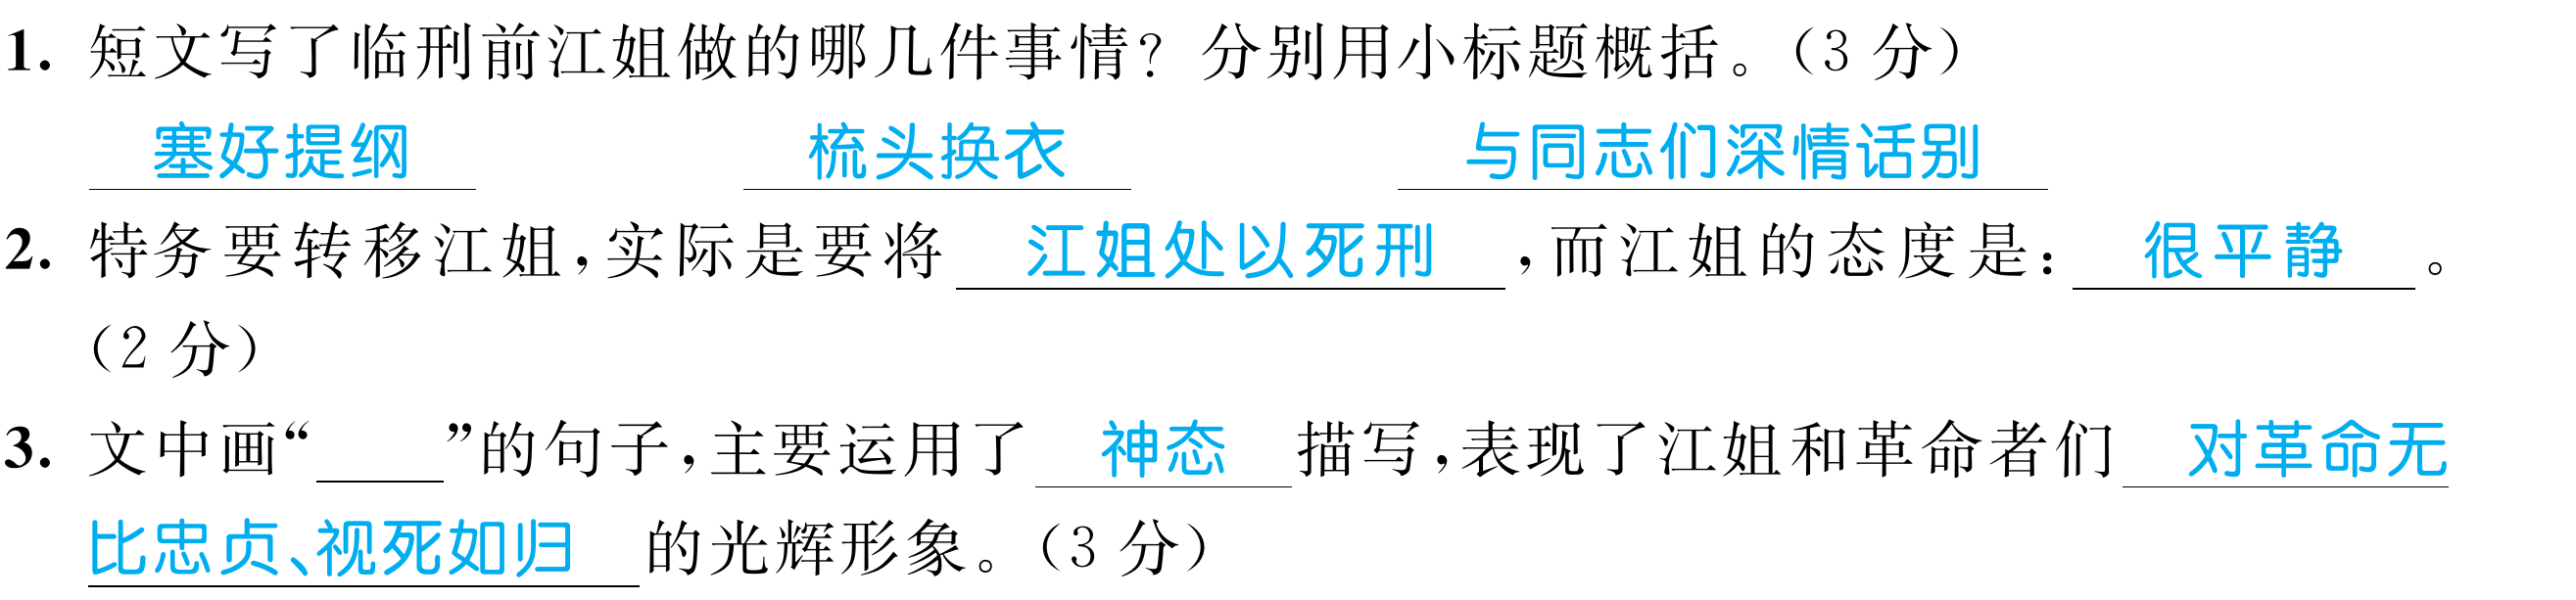 1. 短文写了临刑前江姐做的哪几件事情？分别用小标题概括。（3 分）
塞好提纲 梳头换衣 与同志们深情话别
2. 特务要转移江姐，实际是要将 江姐处以死刑 ，而江姐的态度是： 很平静 。
（2 分）
3. 文中画“____”的句子，主要运用了 神态 描写，表现了江姐和革命者们 对革命无
比忠贞、视死如归 的光辉形象。（3 分）